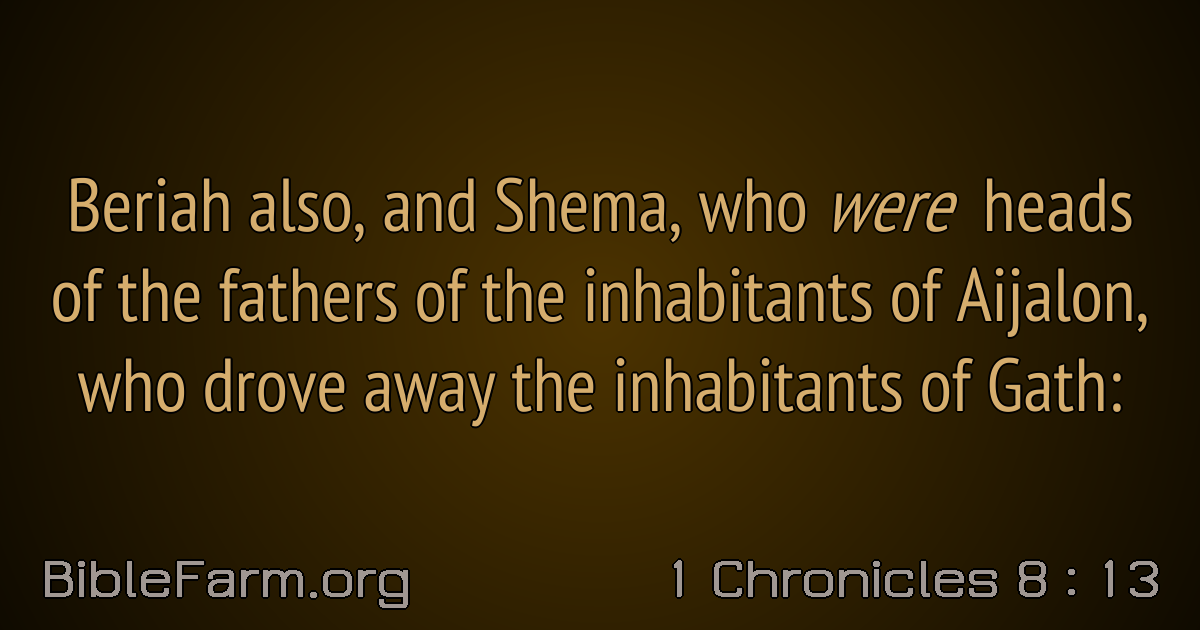 Beriah also, and Shema, who were heads
of the fathers of the inhabitants of Aijalon,
who drove away the inhabitants of Gath:
BibleFarm.org
1 Chronicles 8 : 13